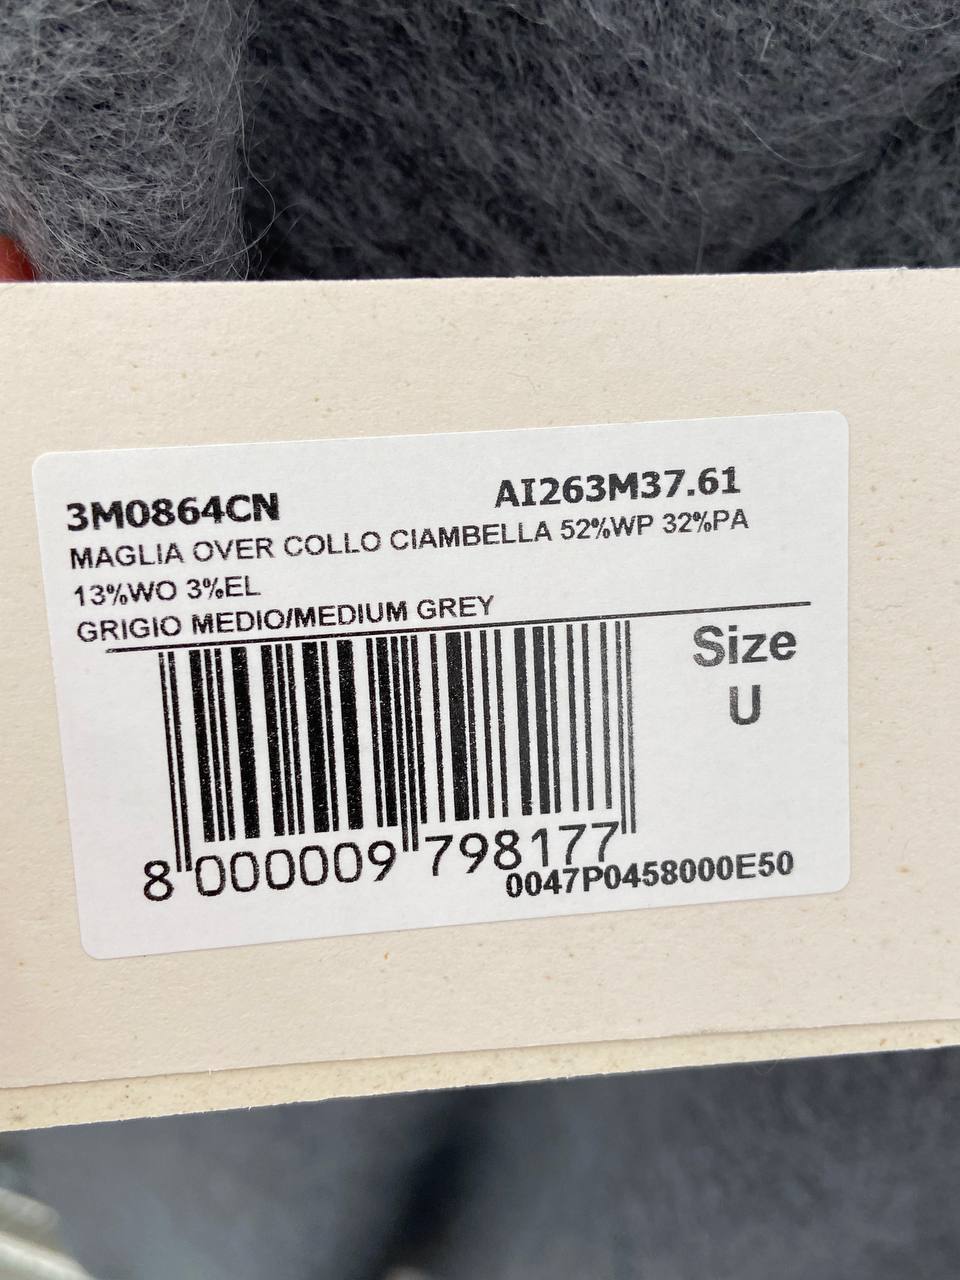 3M0864CN AI263M37.61
MAGLIA OVER COLLO CIAMBELLA 52%WP 32%PA
13%WO 3%EL
GRIGIO MEDIO/MEDIUM GREY
Size
U
8 000009 798177
0047P0458000E50